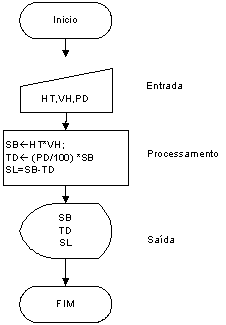 Início
HT,VH,PD
Entrada
SB←HT*VH;
TD← (PD/100) *SB
SL=SB-TD
Processamento
SB
TD
SL
Saída
FIM